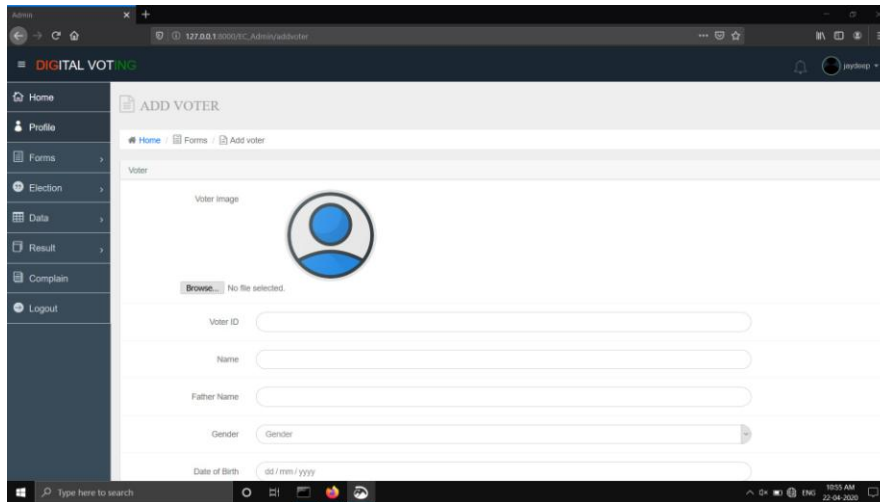 Admin
127.0.0.1:8000/EC_Admin/addvoter
DIGITAL VOTING
jaydeep
Home
Profile
Forms
Election
Data
Result
Complain
Logout
ADD VOTER
Home / Forms / Add voter
Voter
Voter Image
Browse... No file selected.
Voter ID
Name
Father Name
Gender Gender
Date of Birth dd / mm / yyyy
Type here to search
ENG
10:55 AM
22-04-2020